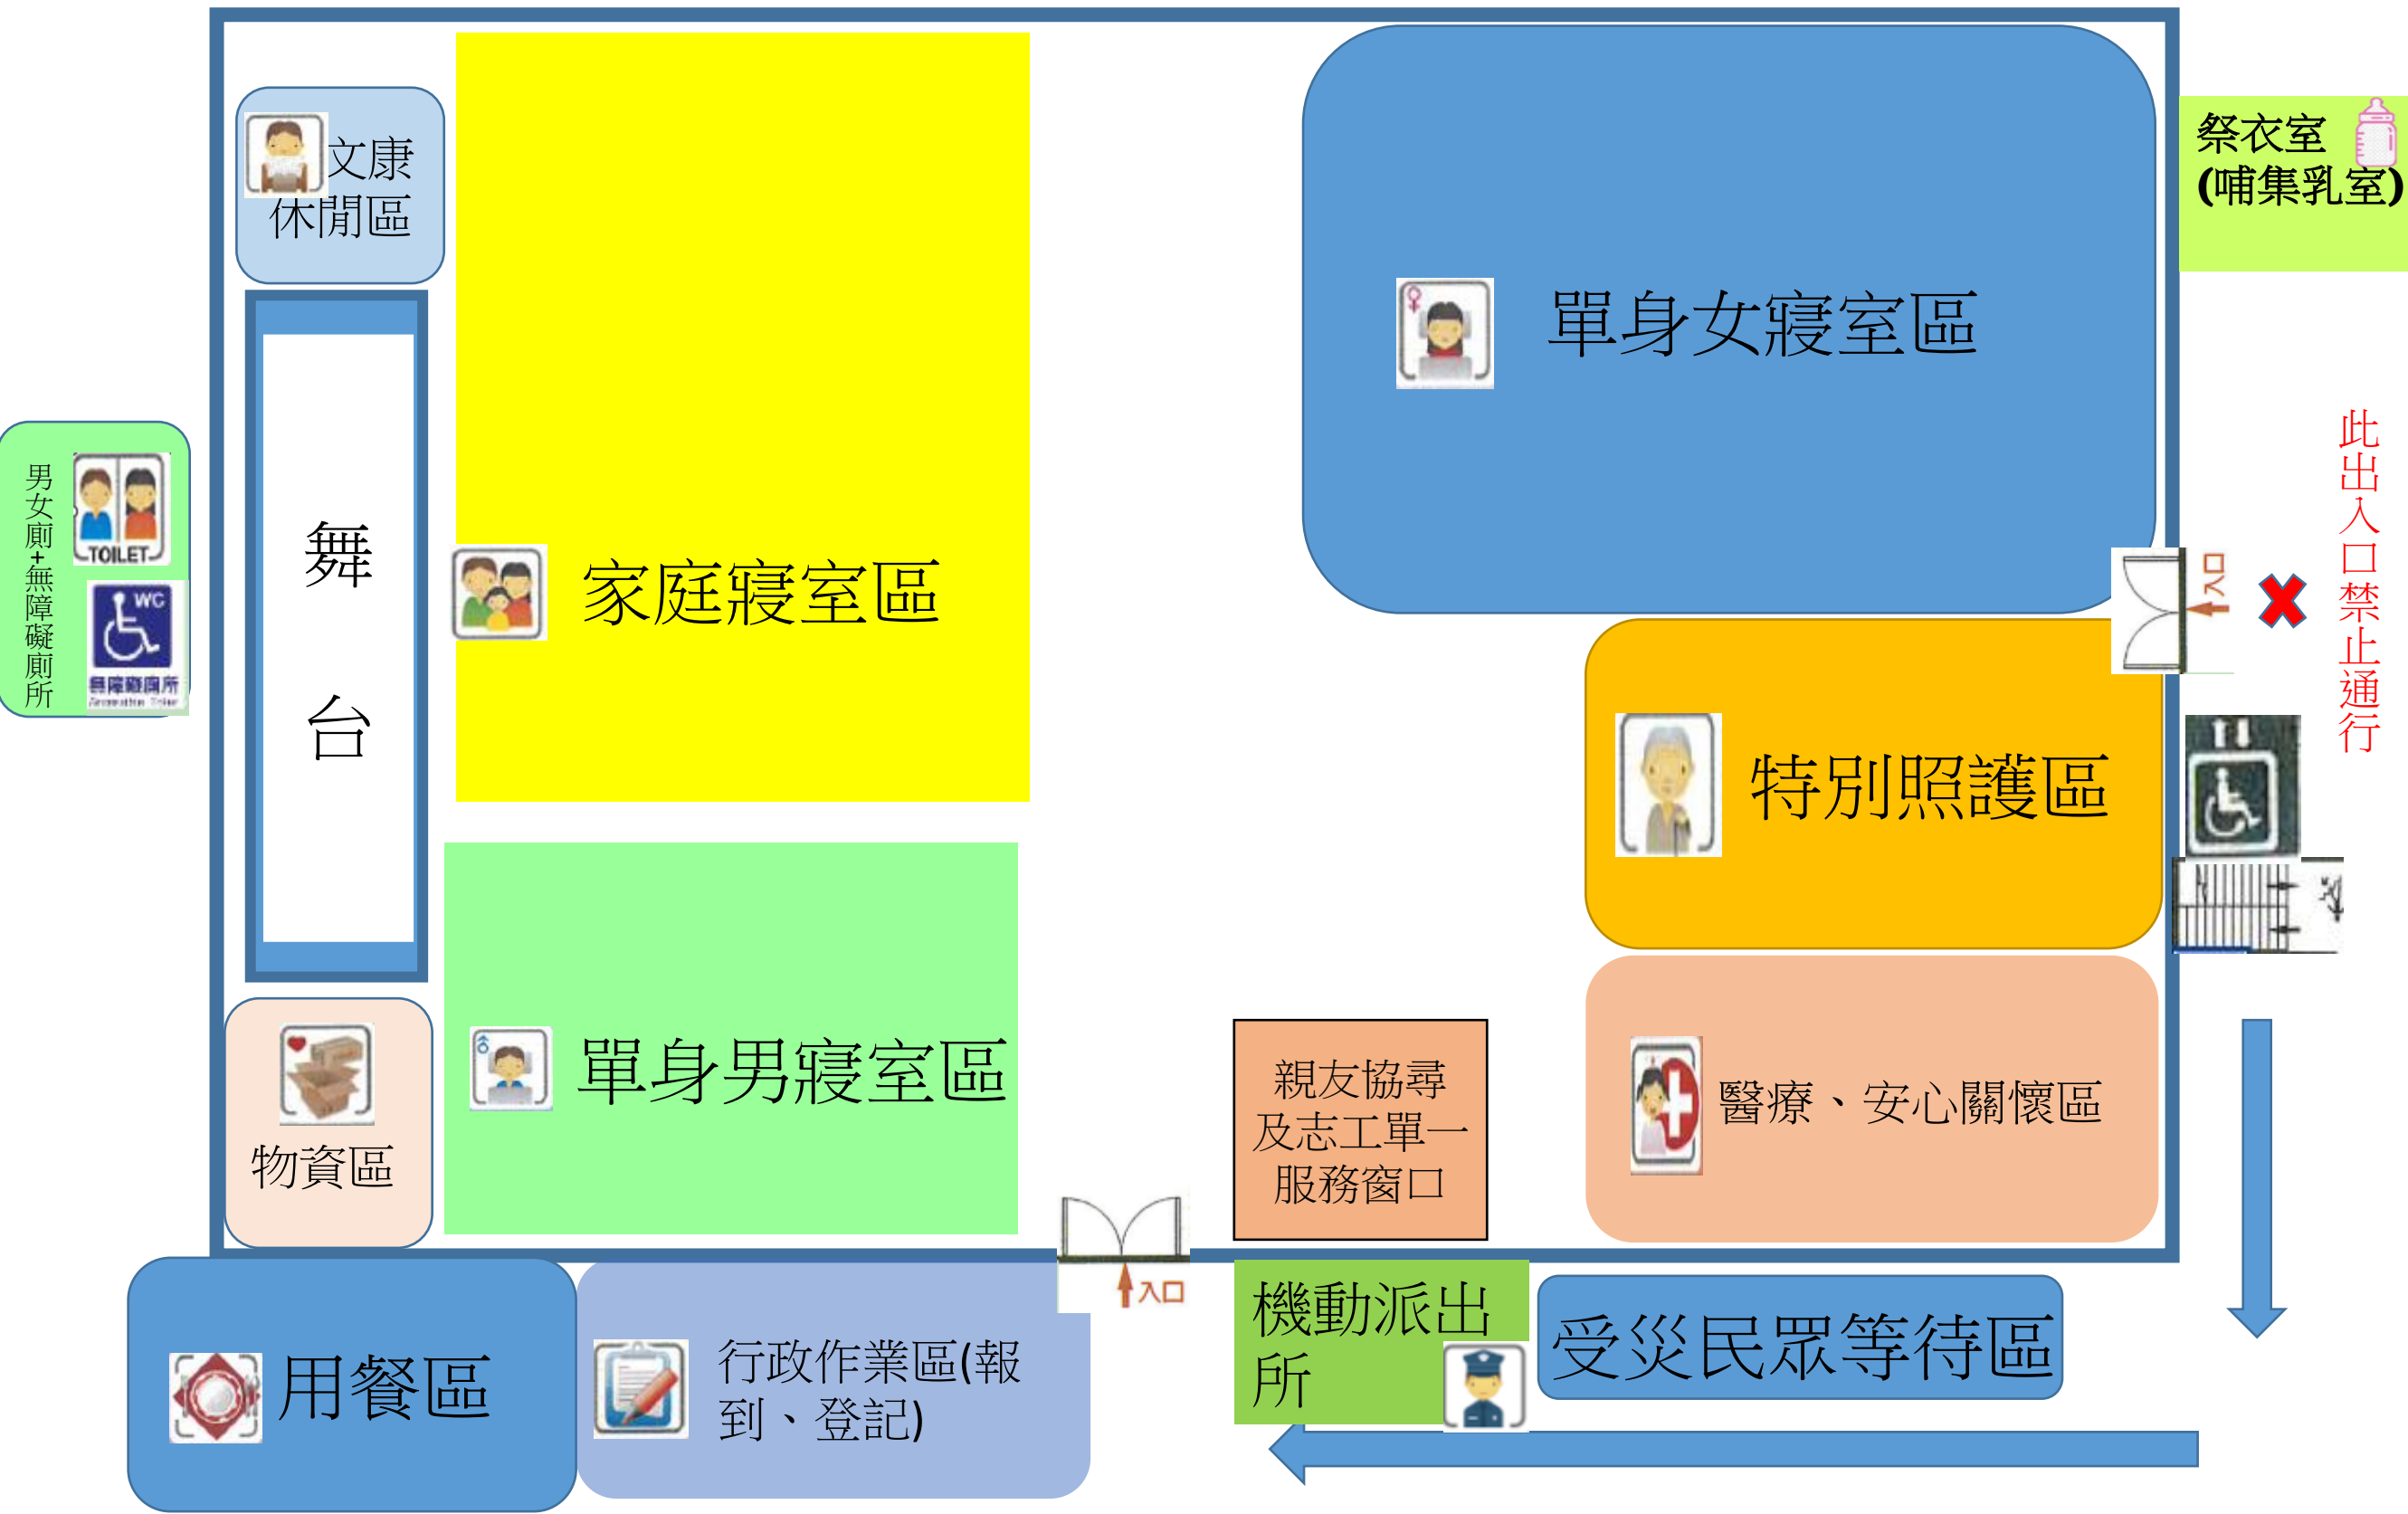 文康
休閒區
祭衣室
(哺集乳室)
單身女寢室區
此出入口禁止通行
男女廁+無障礙廁所
TOILET
WC
無障礙廁所
舞
台
家庭寢室區
入口
特別照護區
單身男寢室區
親友協尋
及志工單一
服務窗口
醫療、安心關懷區
物資區
入口
機動派出
所
受災民眾等待區
用餐區
行政作業區(報
到、登記)